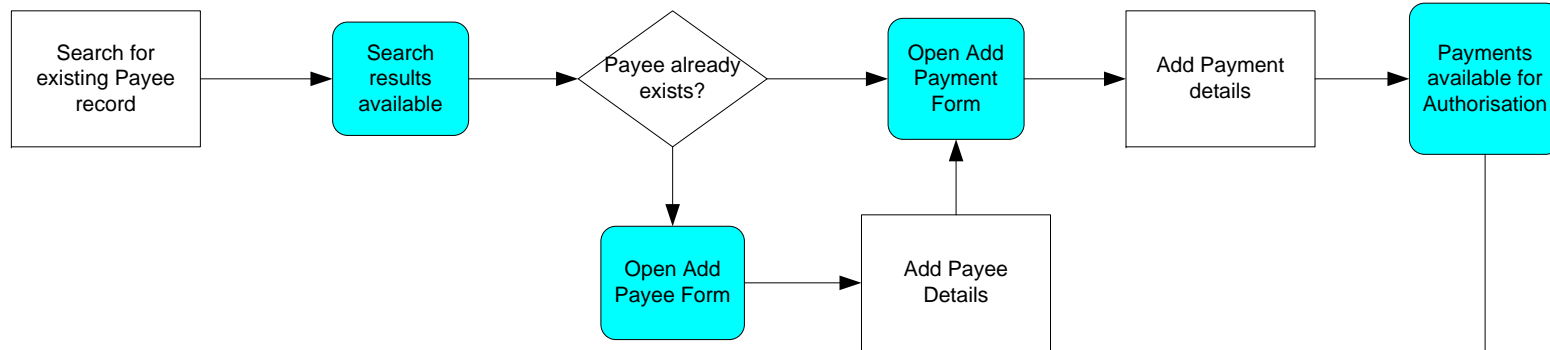 Search for
existing Payee
record
Search
results
available
Payee already
exists?
Open Add
Payment
Form
Add Payment
details
Payments
available for
Authorisation
Open Add
Payee Form
Add Payee
Details